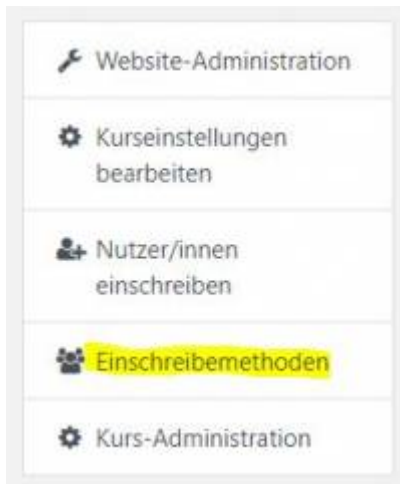 Website-Administration
Kurseinstellungen
bearbeiten
Nutzer/innen
einschreiben
Einschreibemethoden
Kurs-Administration